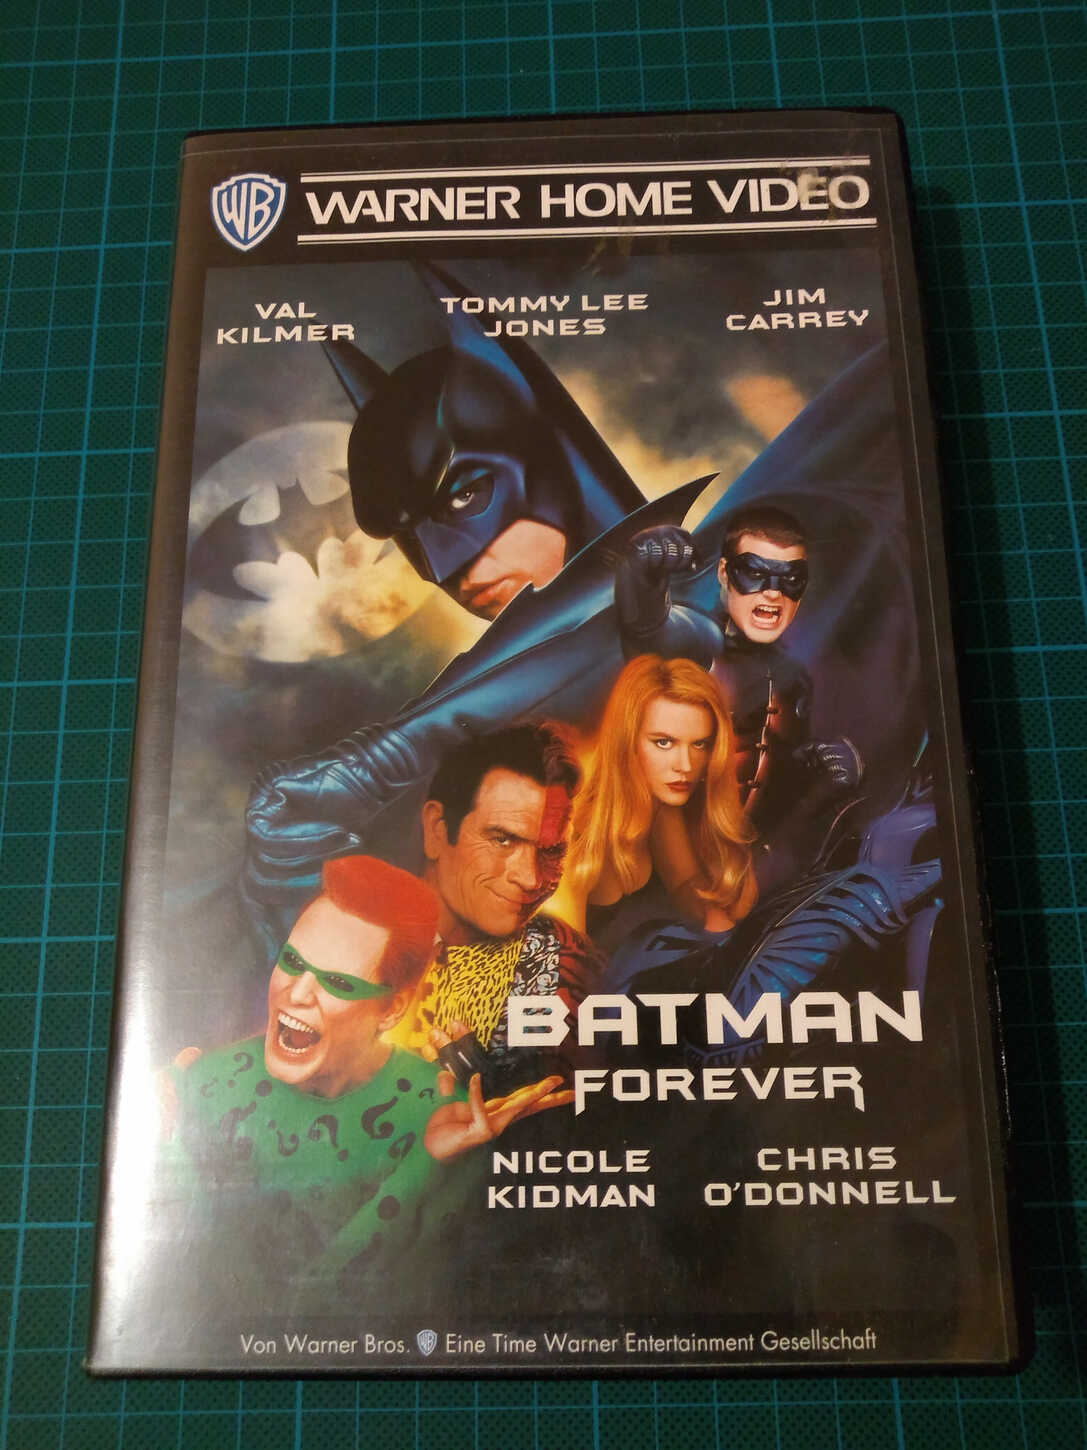 WB WARNER HOME VIDEO
VAL
KILMER
TOMMY LEE
JONES
JIM
CARREY
BATMAN
FOREVER
NICOLE
KIDMAN
CHRIS
O'DONNELL
Von Warner Bros. WB Eine Time Warner Entertainment Gesellschaft